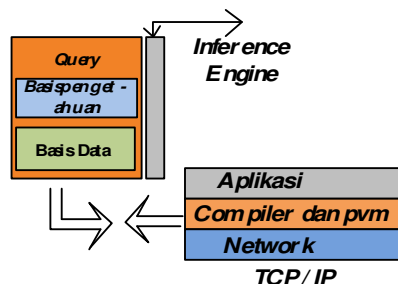 Query
Basispenget -
ahuan
Basis Data
Inference
Engine
Aplikasi
Compiler dan pvm
Network
TCP/ IP